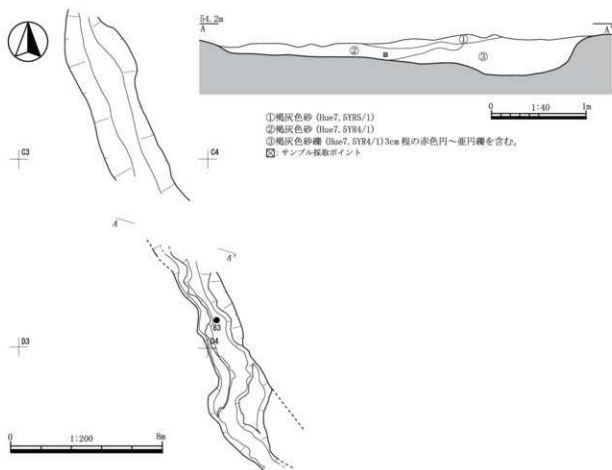 54.2m
A
A'
①
②
③
①褐灰色砂 (Hue7.5YR5/1)
②褐灰色砂 (Hue7.5YR4/1)
③褐灰色砂礫 (Hue7.5YR4/1)3cm 程の赤色円~亜円礫を含む。
: サンプル採取ポイント
0 1:40 1m
C3
C4
A
A'
83
D3
D4
0 1:200 8m